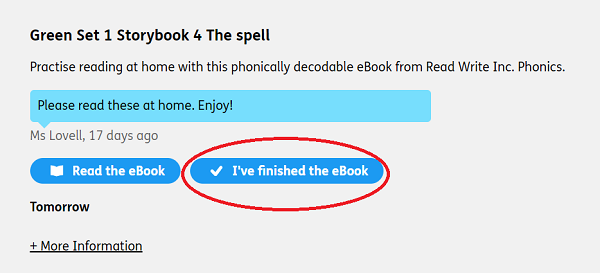 Green Set 1 Storybook 4 The spell
Practise reading at home with this phonically decodable eBook from Read Write Inc. Phonics.
Please read these at home. Enjoy!
Ms Lovell, 17 days ago
Read the eBook
I've finished the eBook
Tomorrow
+ More Information